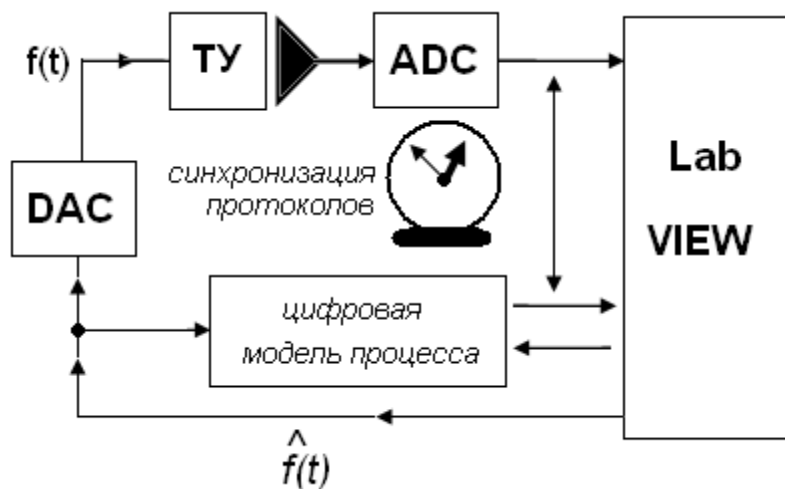 f(t)
ТУ
ADC
Lab
VIEW
синхронизация
протоколов
DAC
цифровая
модель процесса
f̂(t)